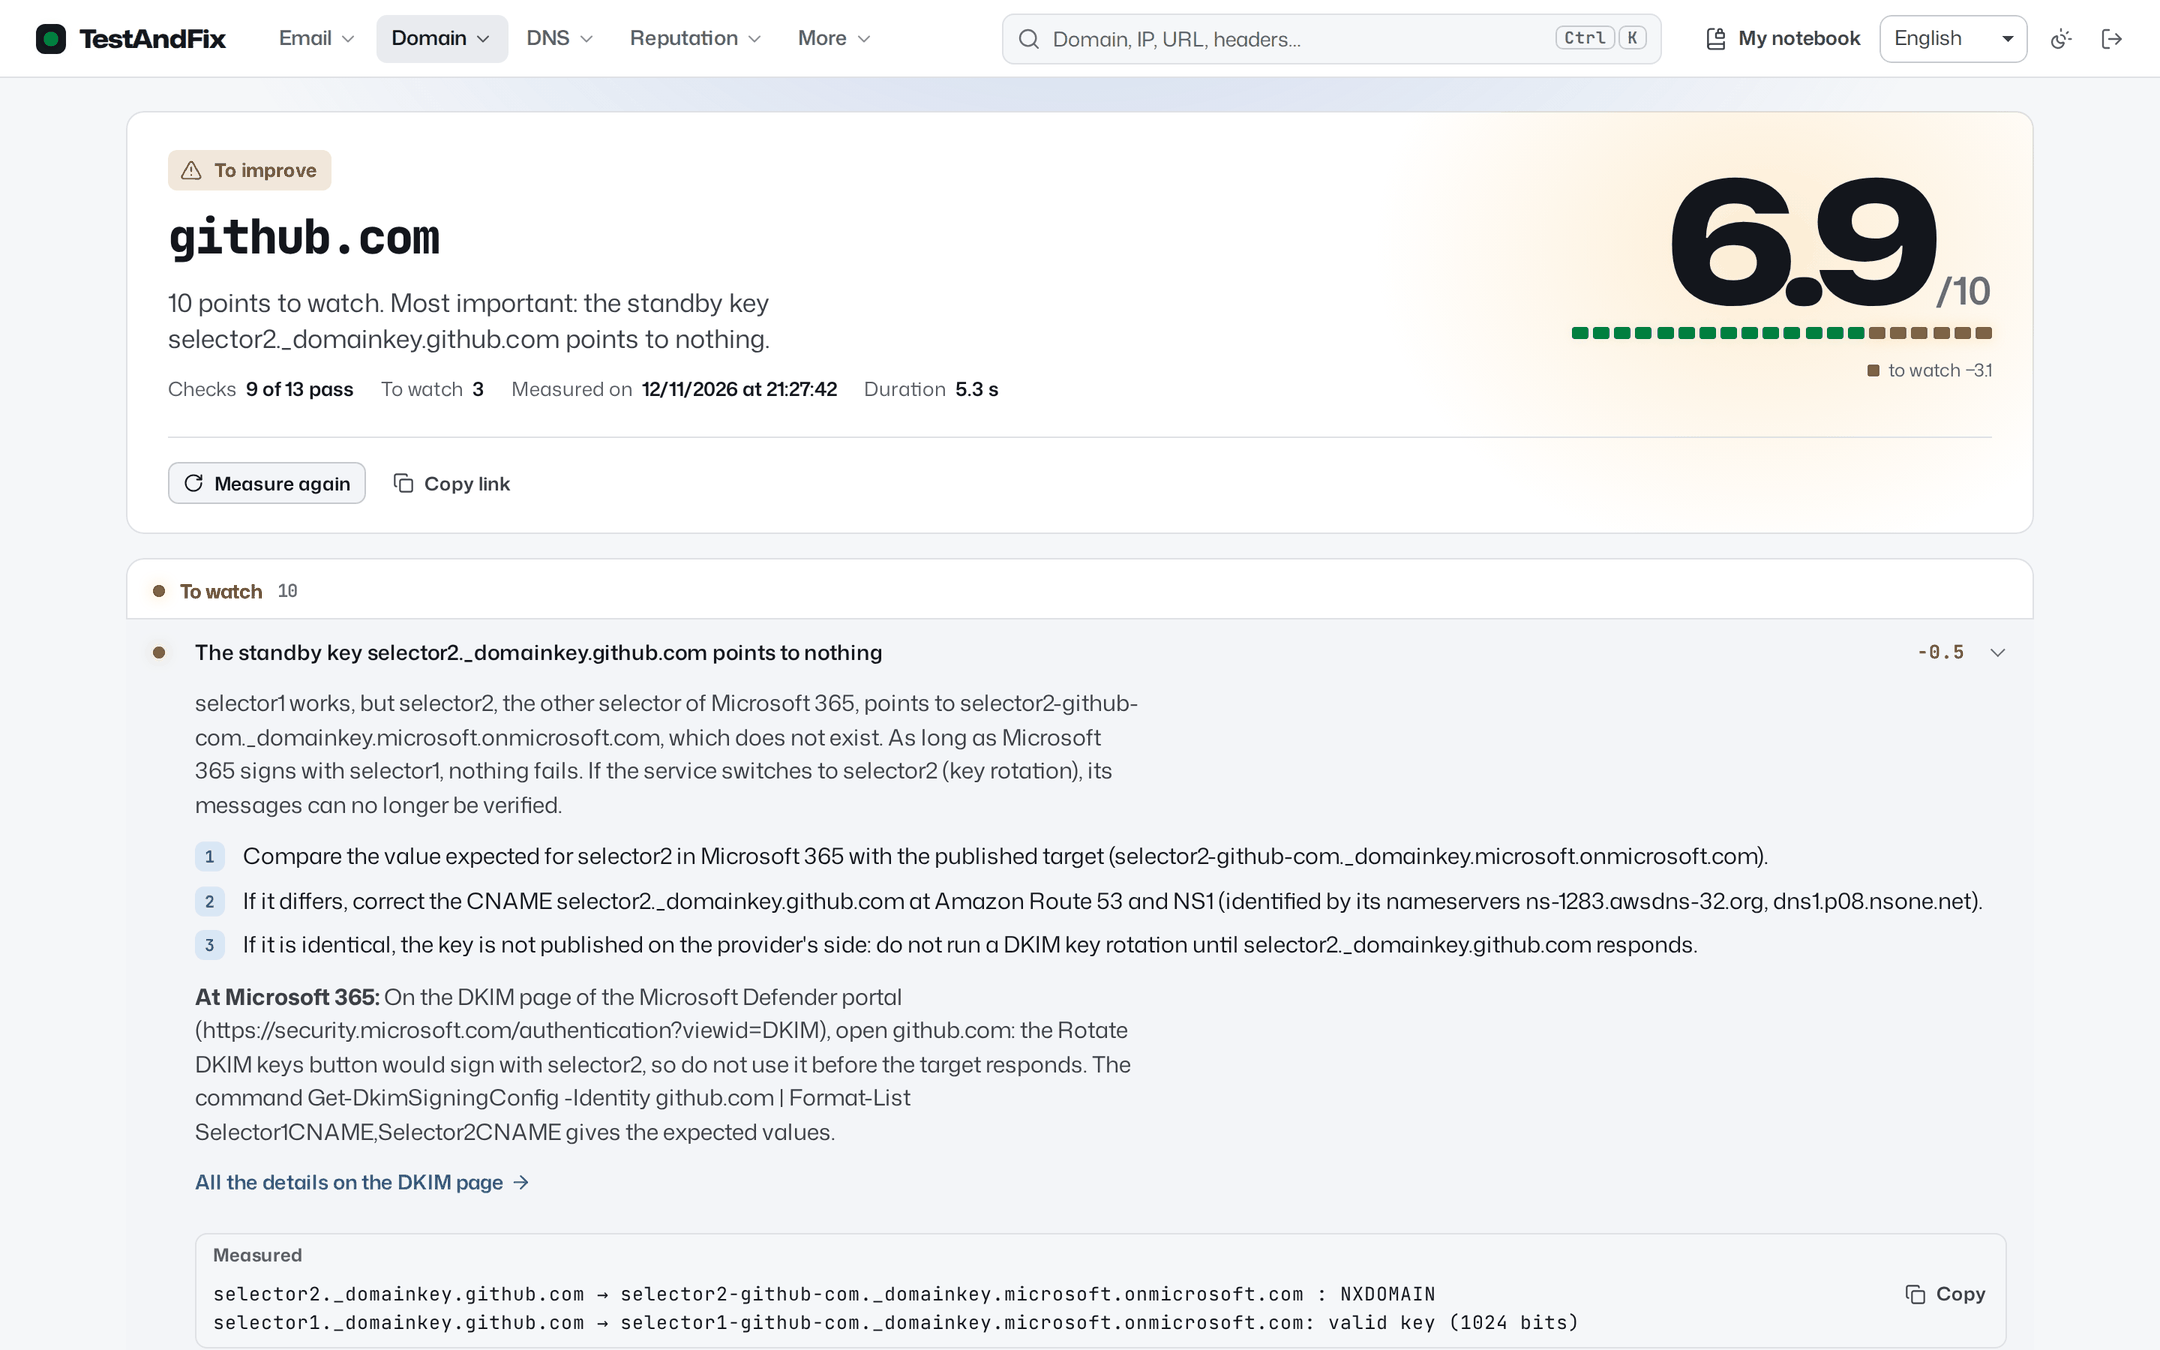 TestAndFix Email Domain DNS Reputation More Domain, IP, URL, headers... Ctrl K My notebook English
To improve
github.com
10 points to watch. Most important: the standby key
selector2._domainkey.github.com points to nothing.
Checks 9 of 13 pass To watch 3 Measured on 12/11/2026 at 21:27:42 Duration 5.3 s
6.9/10
to watch −3.1
Measure again Copy link
To watch 10
The standby key selector2._domainkey.github.com points to nothing -0.5
selector1 works, but selector2, the other selector of Microsoft 365, points to selector2-github-
com._domainkey.microsoft.onmicrosoft.com, which does not exist. As long as Microsoft
365 signs with selector1, nothing fails. If the service switches to selector2 (key rotation), its
messages can no longer be verified.
1 Compare the value expected for selector2 in Microsoft 365 with the published target (selector2-github-com._domainkey.microsoft.onmicrosoft.com).
2 If it differs, correct the CNAME selector2._domainkey.github.com at Amazon Route 53 and NS1 (identified by its nameservers ns-1283.awsdns-32.org, dns1.p08.nsone.net).
3 If it is identical, the key is not published on the provider's side: do not run a DKIM key rotation until selector2._domainkey.github.com responds.
At Microsoft 365: On the DKIM page of the Microsoft Defender portal
(https://security.microsoft.com/authentication?viewid=DKIM), open github.com: the Rotate
DKIM keys button would sign with selector2, so do not use it before the target responds. The
command Get-DkimSigningConfig -Identity github.com | Format-List
Selector1CNAME,Selector2CNAME gives the expected values.
All the details on the DKIM page →
Measured
selector2._domainkey.github.com → selector2-github-com._domainkey.microsoft.onmicrosoft.com : NXDOMAIN
selector1._domainkey.github.com → selector1-github-com._domainkey.microsoft.onmicrosoft.com: valid key (1024 bits)
Copy